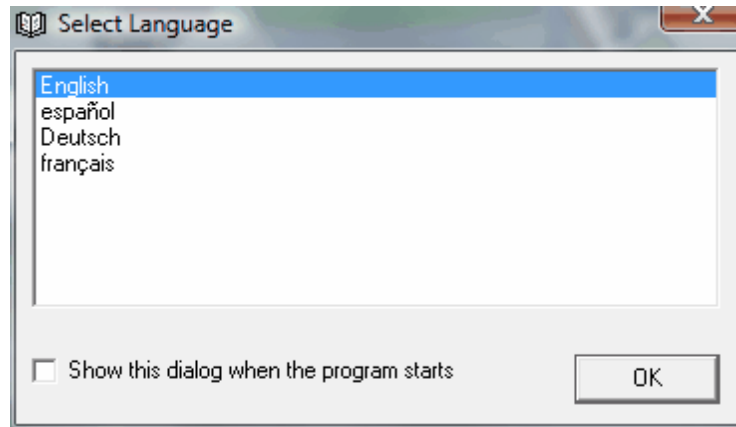 Select Language
English
español
Deutsch
français
Show this dialog when the program starts
OK